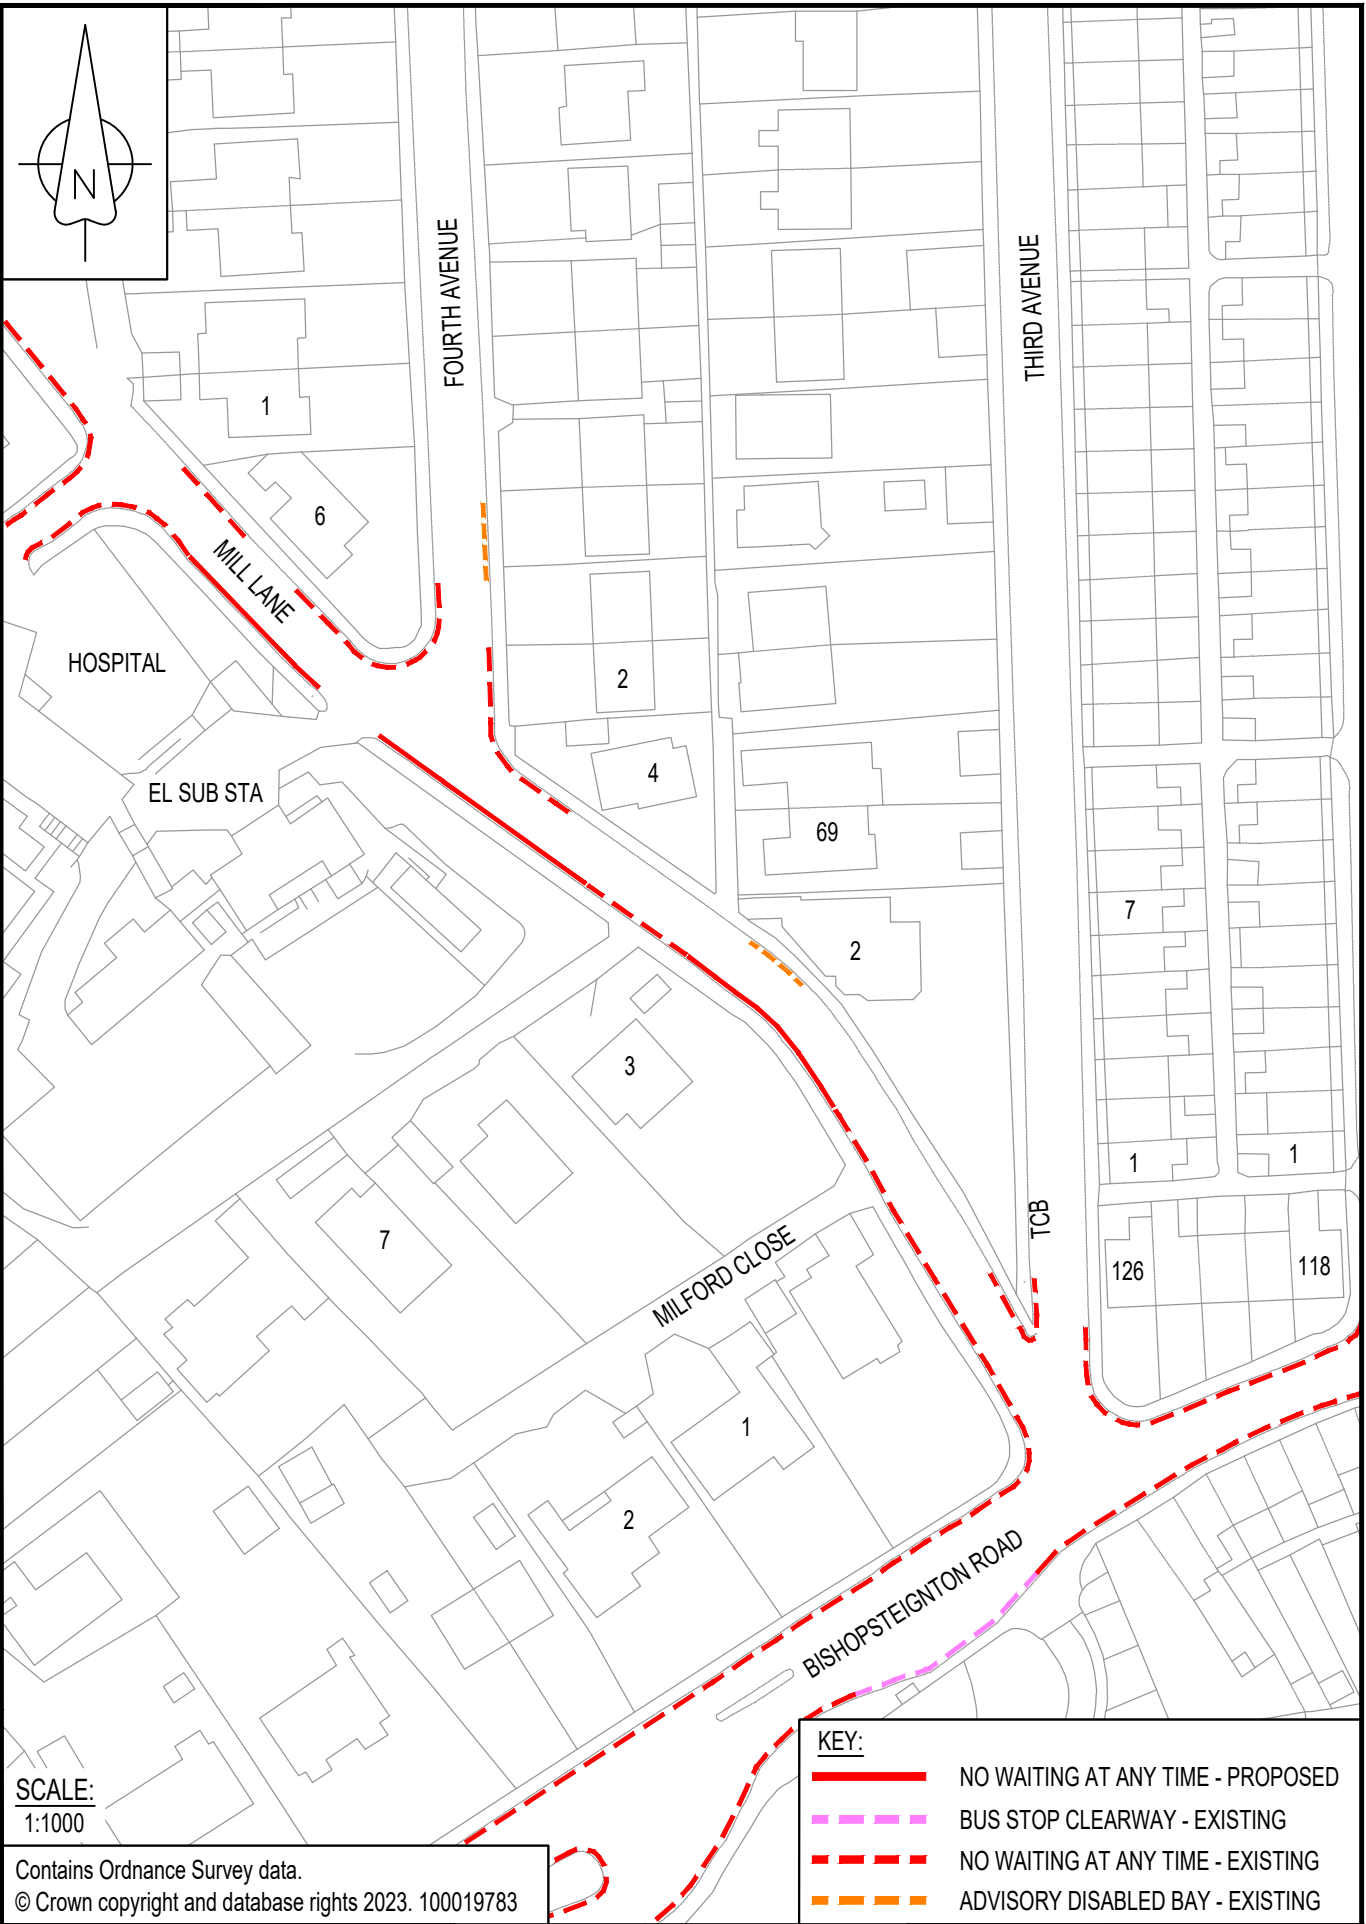 N
FOURTH AVENUE
THIRD AVENUE
1
6
MILL LANE
HOSPITAL
2
4
EL SUB STA
69
7
2
3
1
1
TCB
7
MILFORD CLOSE
126
118
1
2
BISHOPSTEIGNTON ROAD
KEY:
NO WAITING AT ANY TIME - PROPOSED
BUS STOP CLEARWAY - EXISTING
NO WAITING AT ANY TIME - EXISTING
ADVISORY DISABLED BAY - EXISTING
SCALE:
1:1000
Contains Ordnance Survey data.
© Crown copyright and database rights 2023. 100019783